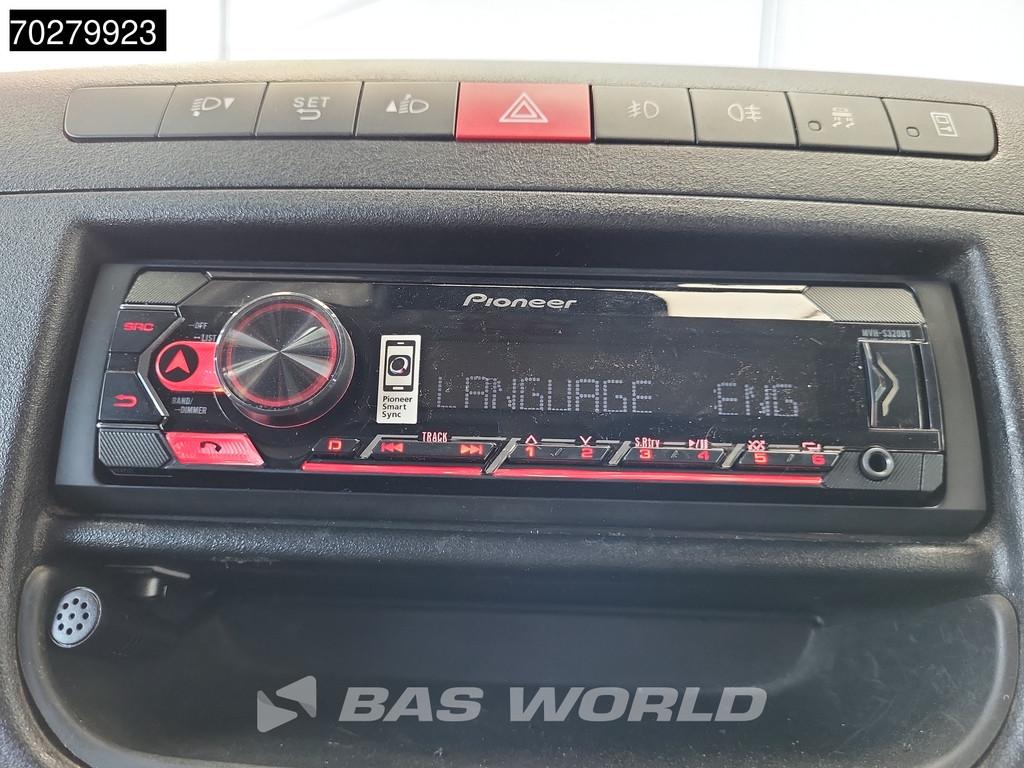 70279923
SET
Pioneer
MVH-S320BT
SRC
OFF
LIST
BAND/
DIMMER
Pioneer
Smart
Sync
LANGUAGE ENG
D
TRACK
1 2 S.Rtrv 3 4 5 6
BAS WORLD